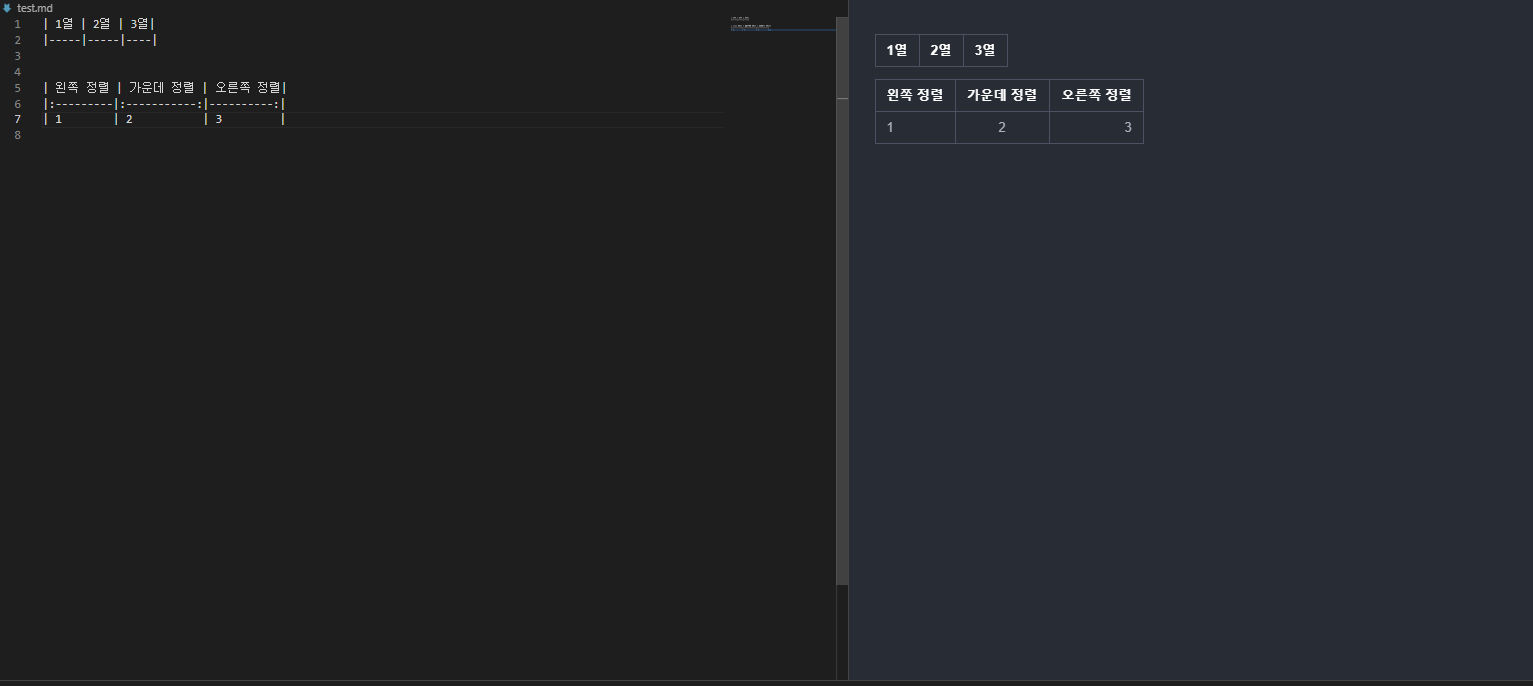 test.md
1 | 1열 | 2열 | 3열|
2 |-----|-----|----|
3
4
5 | 왼쪽 정렬 | 가운데 정렬 | 오른쪽 정렬|
6 |:---------|:-----------:|----------:|
7 | 1 | 2 | 3 |
8
1열 2열 3열
왼쪽 정렬 가운데 정렬 오른쪽 정렬
1 2 3